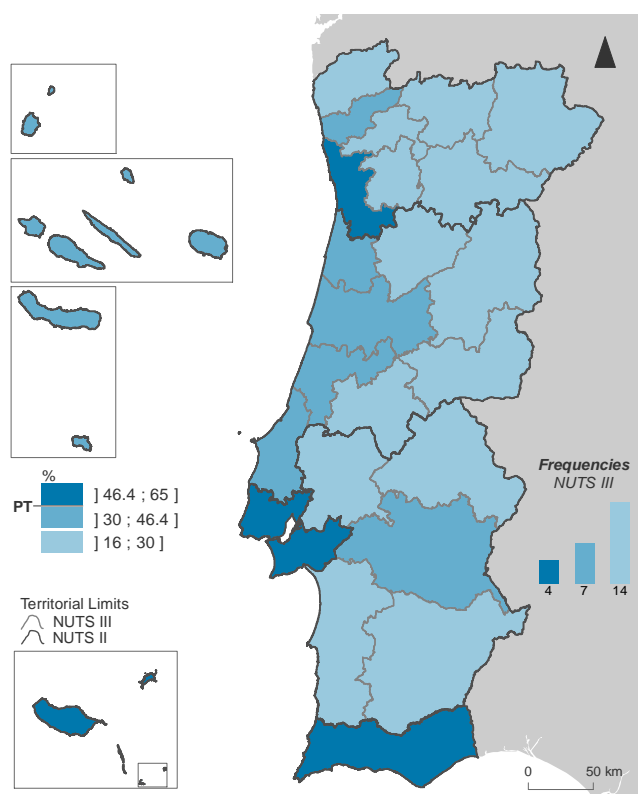 %
PT
] 46.4 ; 65 ]
] 30 ; 46.4 ]
] 16 ; 30 ]
Frequencies
NUTS III
4 7 14
Territorial Limits
NUTS III
NUTS II
0 50 km